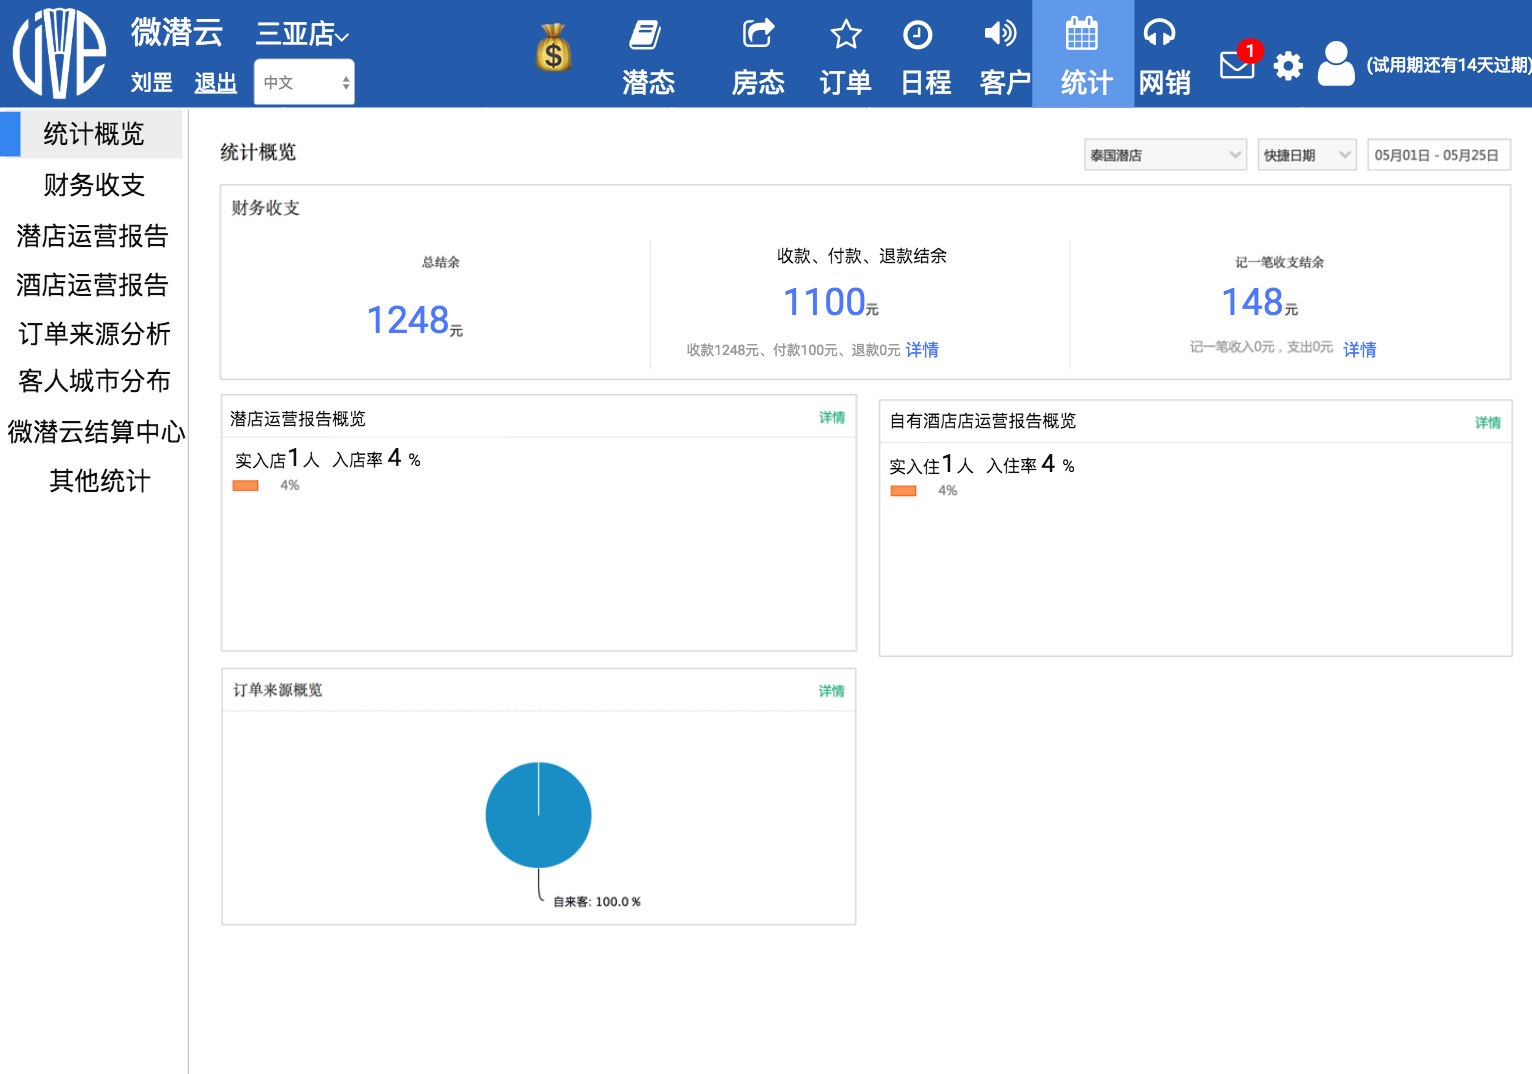 微潜云 三亚店
刘罡 退出 中文
潜态 房态 订单 日程 客户 统计 网销
1
(试用期还有14天过期)
统计概览
财务收支
潜店运营报告
酒店运营报告
订单来源分析
客人城市分布
微潜云结算中心
其他统计
统计概览
泰国潜店 快捷日期 05月01日 - 05月25日
财务收支
总结余
1248元
收款、付款、退款结余
1100元
收款1248元、付款100元、退款0元 详情
记一笔收支结余
148元
记一笔收入0元，支出0元 详情
潜店运营报告概览 详情
实入店1人 入店率 4 %
4%
自有酒店店运营报告概览 详情
实入住1人 入住率 4 %
4%
订单来源概览 详情
自来客: 100.0 %